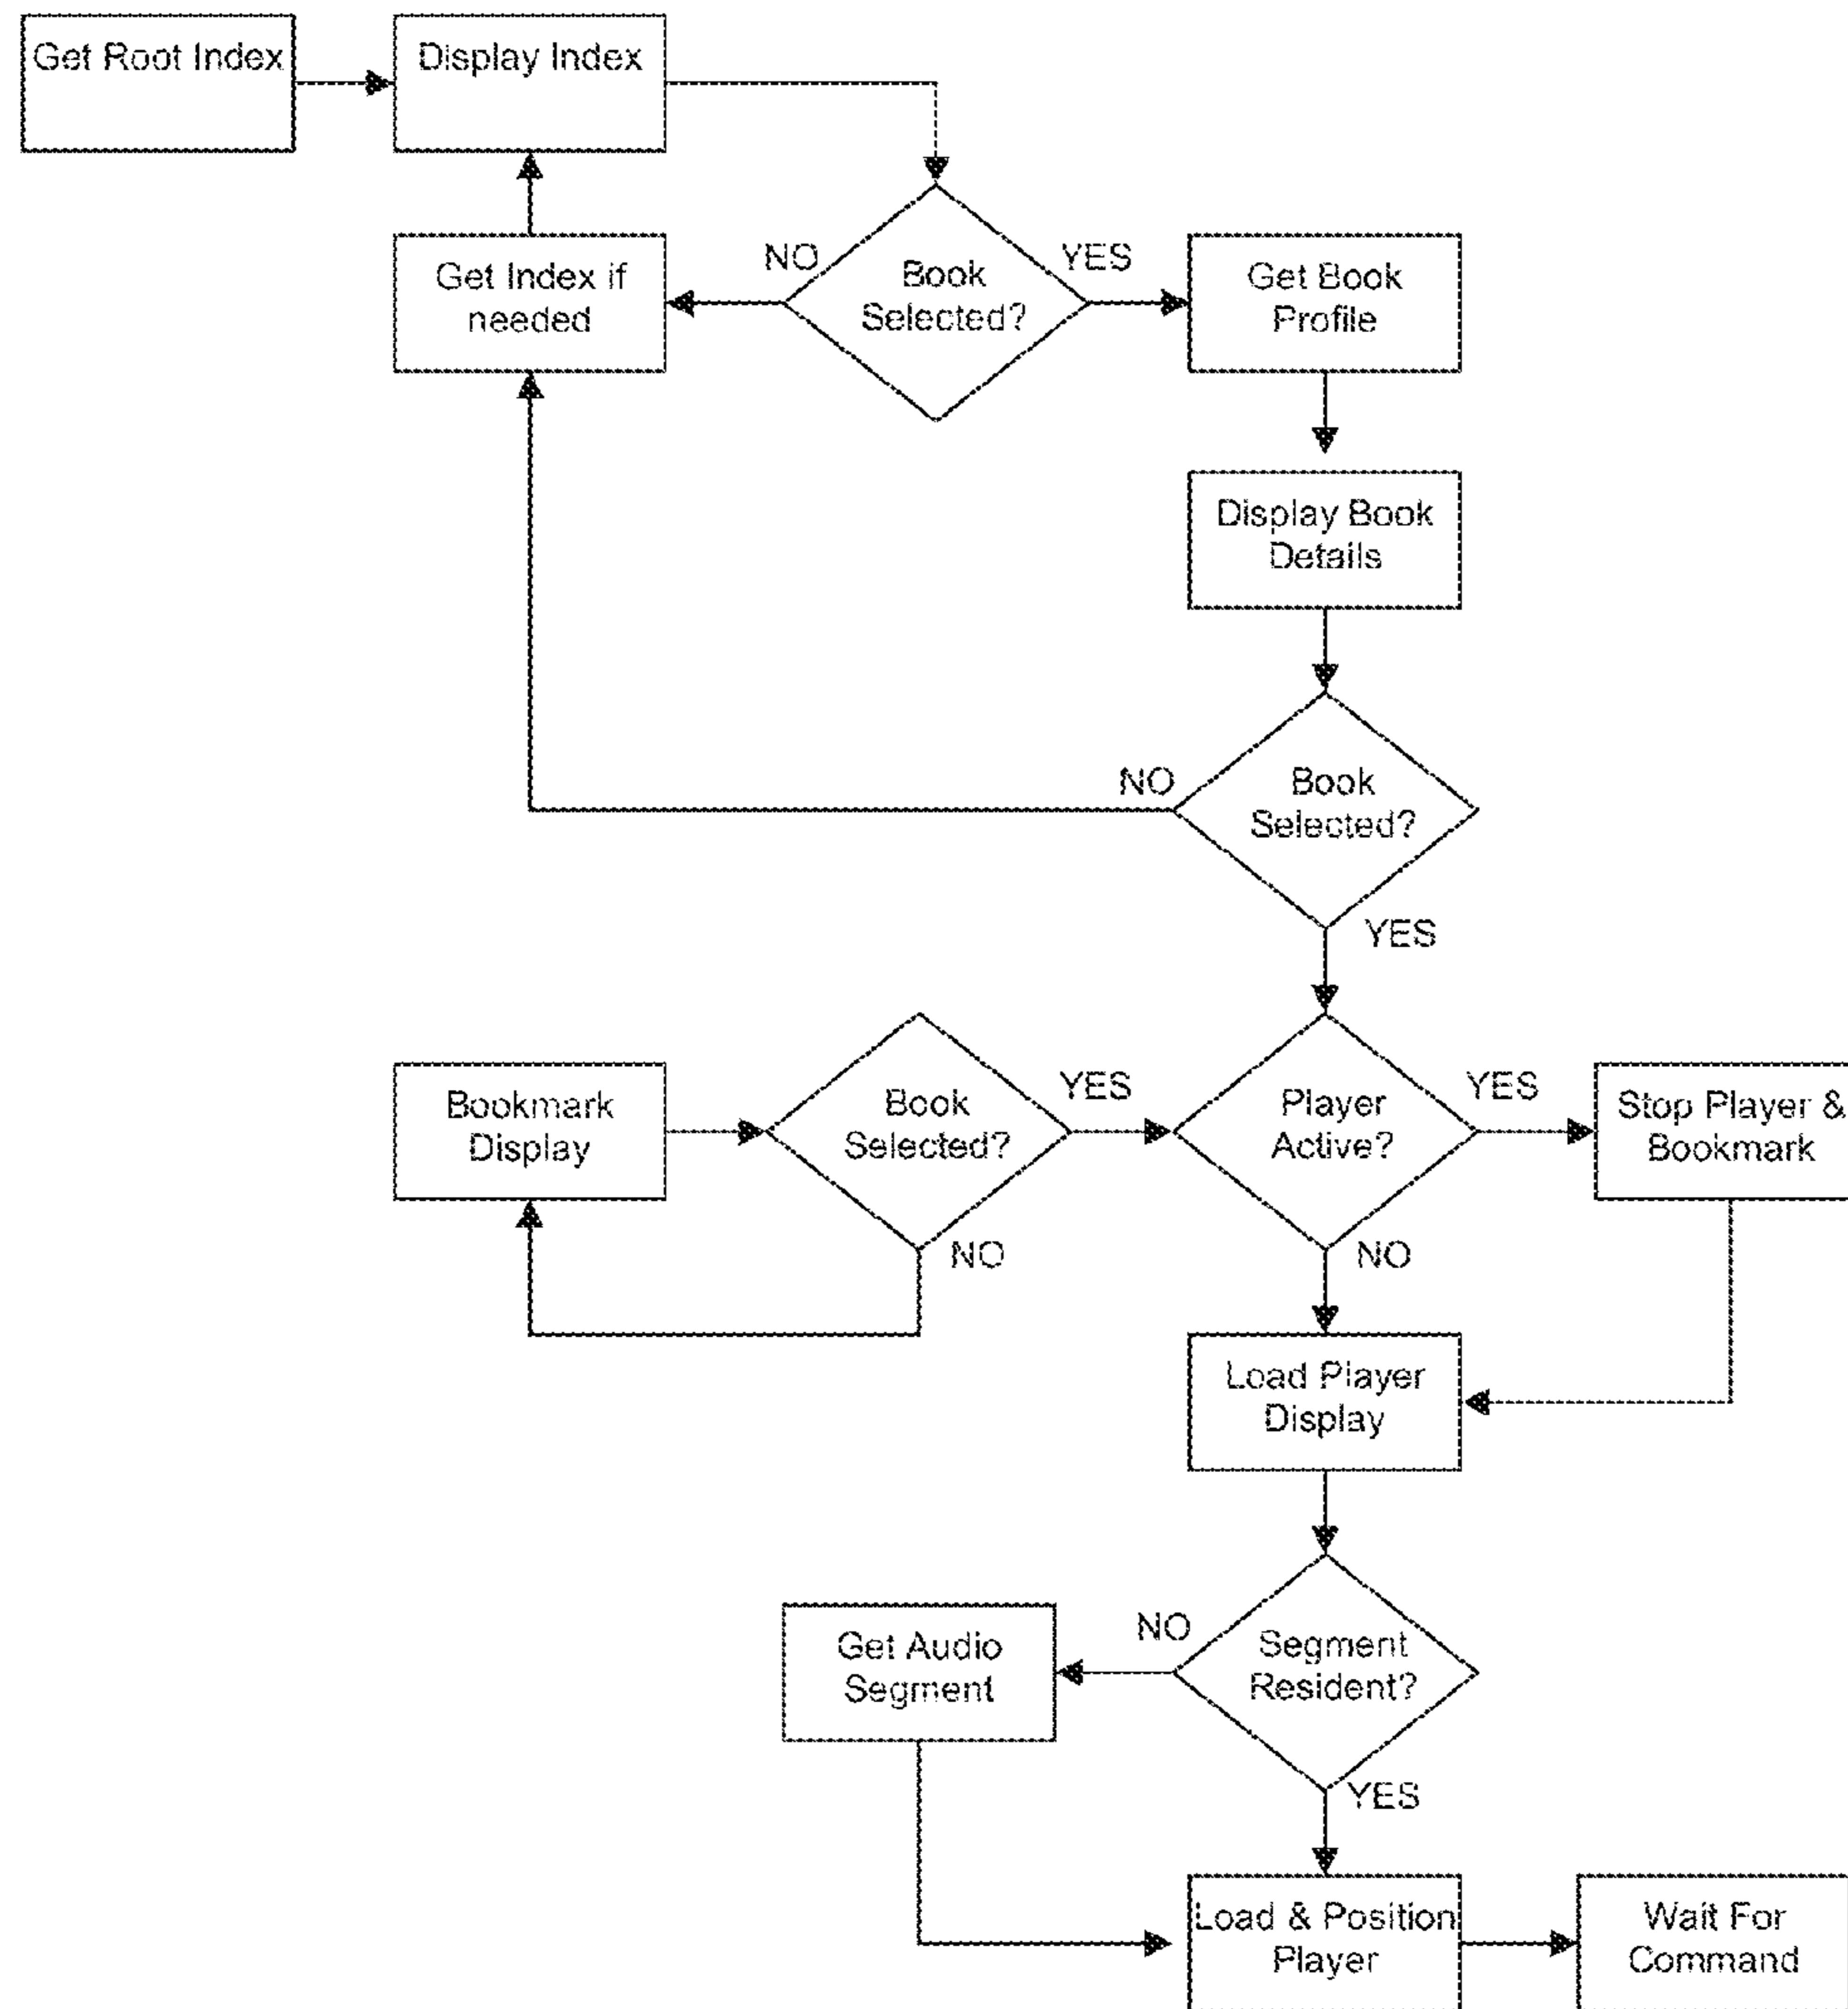 Get Root Index
Display Index
NO
YES
Get Index if
needed
Book
Selected?
Get Book
Profile
Display Book
Details
NO
Book
Selected?
YES
Bookmark
Display
Book
Selected?
YES
NO
Player
Active?
YES
NO
Stop Player &
Bookmark
Load Player
Display
NO
Get Audio
Segment
Segment
Resident?
YES
Load & Position
Player
Wait For
Command